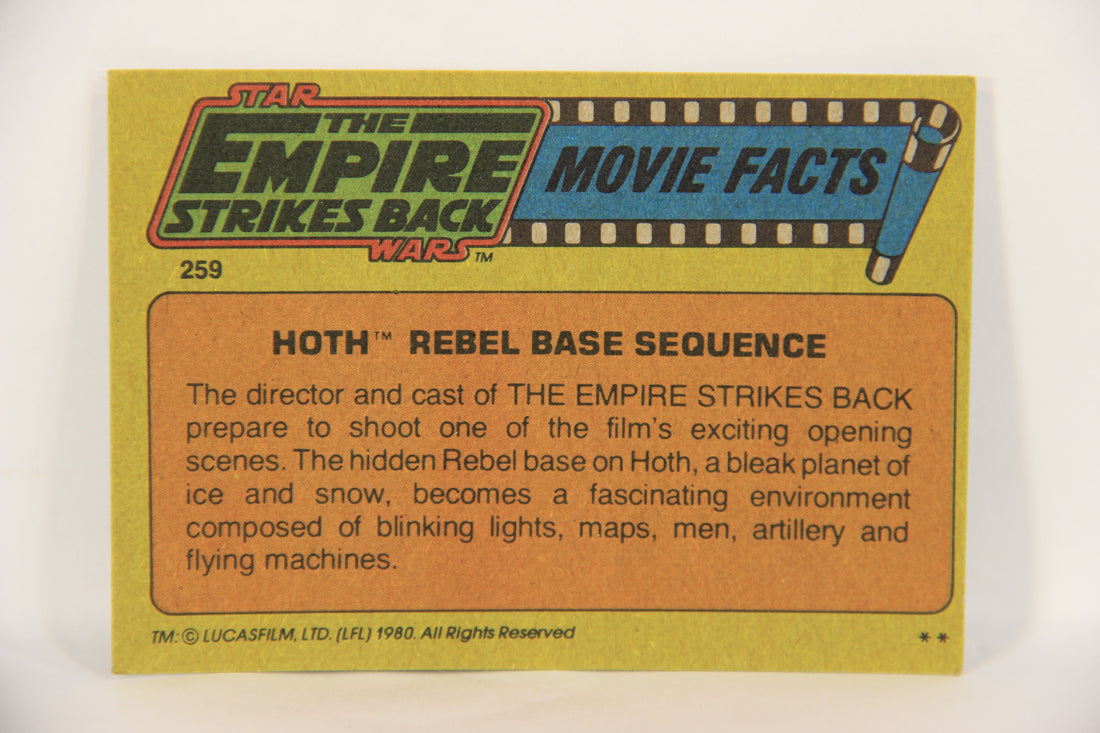 STAR
THE
EMPIRE
STRIKES BACK
WARS™
MOVIE FACTS
259
HOTH™ REBEL BASE SEQUENCE
The director and cast of THE EMPIRE STRIKES BACK
prepare to shoot one of the film's exciting opening
scenes. The hidden Rebel base on Hoth, a bleak planet of
ice and snow, becomes a fascinating environment
composed of blinking lights, maps, men, artillery and
flying machines.
TM: © LUCASFILM, LTD. (LFL) 1980. All Rights Reserved
**